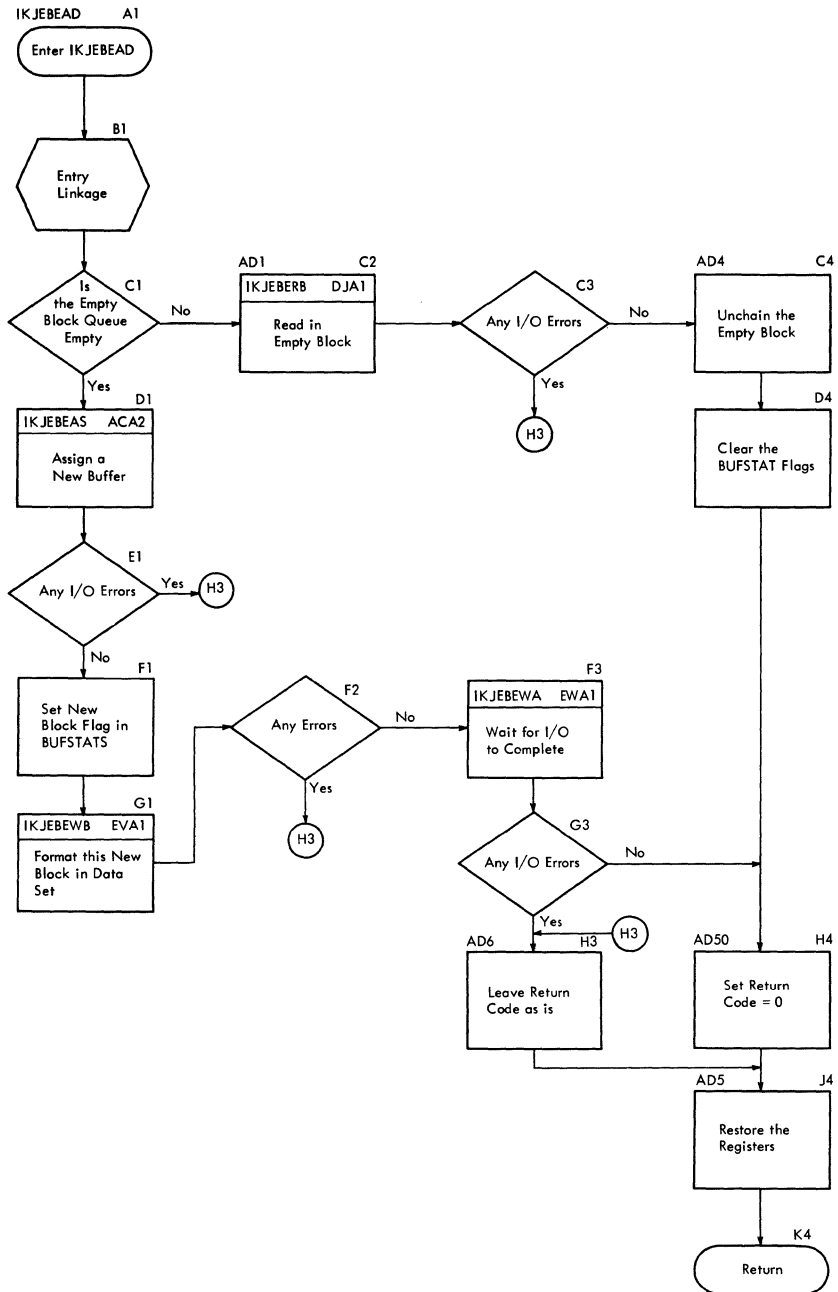 IKJEBEAD A1
Enter IKJEBEAD
B1
Entry
Linkage
Is
the Empty
Block Queue
Empty
C1
No
Yes
AD1 C2
IKJEBERB DJA1
Read in
Empty Block
C3
Any I/O Errors
No
Yes
H3
AD4 C4
Unchain the
Empty Block
D4
Clear the
BUFSTAT Flags
D1
IKJEBEAS ACA2
Assign a
New Buffer
E1
Any I/O Errors
Yes
H3
No
F1
Set New
Block Flag in
BUFSTATS
G1
IKJEBEWB EVA1
Format this New
Block in Data
Set
F2
Any Errors
No
Yes
H3
F3
IKJEBEWA EWA1
Wait for I/O
to Complete
G3
Any I/O Errors
No
Yes
H3
AD6 H3
Leave Return
Code as is
AD50 H4
Set Return
Code = 0
AD5 J4
Restore the
Registers
K4
Return